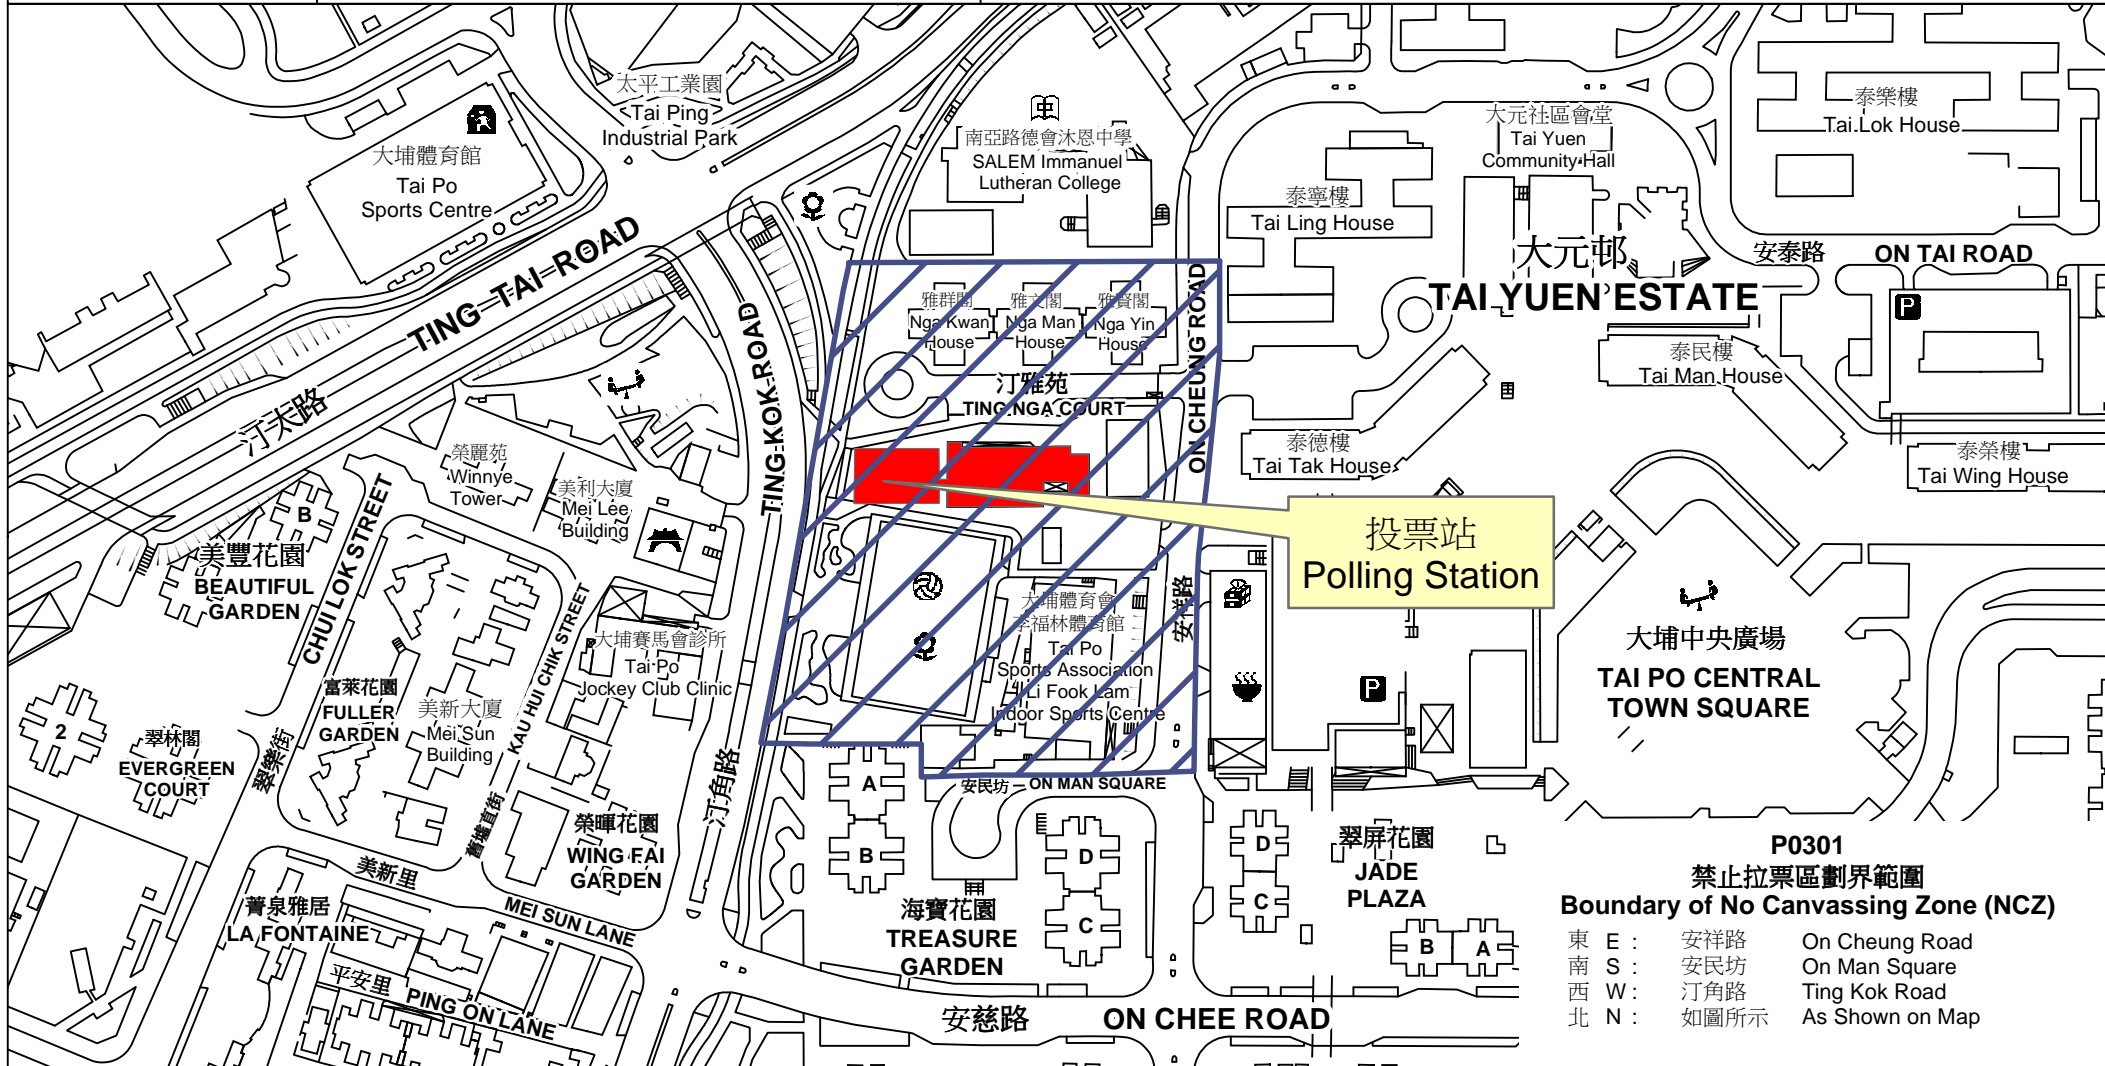 太平工業園
Tai Ping
Industrial Park
大埔體育館
Tai Po
Sports Centre
南亞路德會沐恩中學
SALEM Immanuel
Lutheran College
大元社區會堂
Tai Yuen
Community Hall
泰樂樓
Tai Lok House
泰寧樓
Tai Ling House
大元邨
TAI YUEN ESTATE
安泰路
ON TAI ROAD
P
汀太路
TING TAI ROAD
TING KOK ROAD
汀角路
雅群閣
Nga Kwan
House
雅文閣
Nga Man
House
雅賢閣
Nga Yin
House
汀雅苑
TING NGA COURT
ON CHEUNG ROAD
安祥路
泰民樓
Tai Man House
泰德樓
Tai Tak House
泰榮樓
Tai Wing House
榮麗苑
Winnye
Tower
美利大廈
Mei Lee
Building
B
美豐花園
BEAUTIFUL
GARDEN
CHUI LOK STREET
翠樂街
投票站
Polling Station
大埔體育會
李福林體育館
Tai Po
Sports Association
Li Fook Lam
Indoor Sports Centre
大埔賽馬會診所
Tai Po
Jockey Club Clinic
KAU HUI CHIK STREET
舊墟直街
富萊花園
FULLER
GARDEN
美新大廈
Mei Sun
Building
2
翠林閣
EVERGREEN
COURT
P
大埔中央廣場
TAI PO CENTRAL
TOWN SQUARE
安民坊
ON MAN SQUARE
A
B
D
C
海寶花園
TREASURE
GARDEN
D
C
翠屏花園
JADE
PLAZA
B
A
榮暉花園
WING FAI
GARDEN
美新里
MEI SUN LANE
菁泉雅居
LA FONTAINE
平安里
PING ON LANE
安慈路
ON CHEE ROAD
P0301
禁止拉票區劃界範圍
Boundary of No Canvassing Zone (NCZ)
東 E : 安祥路 On Cheung Road
南 S : 安民坊 On Man Square
西 W : 汀角路 Ting Kok Road
北 N : 如圖所示 As Shown on Map